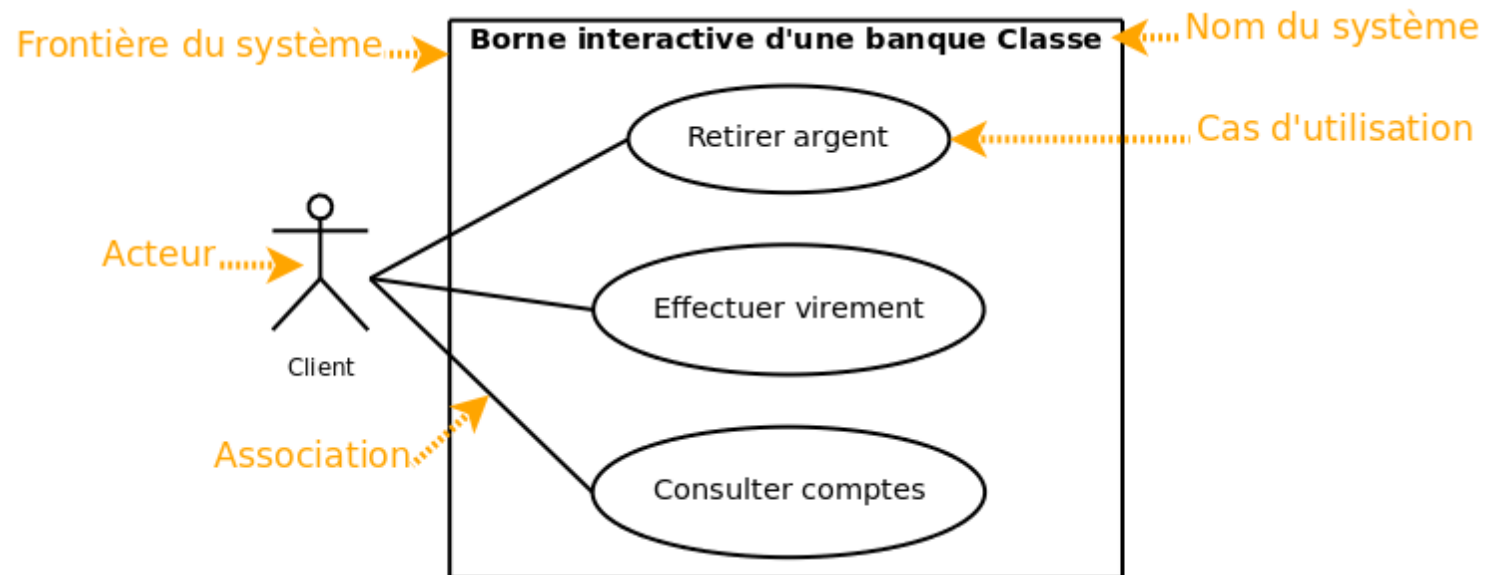 Frontière du système
Borne interactive d'une banque Classe
Nom du système
Retirer argent
Cas d'utilisation
Acteur
Effectuer virement
Client
Association
Consulter comptes